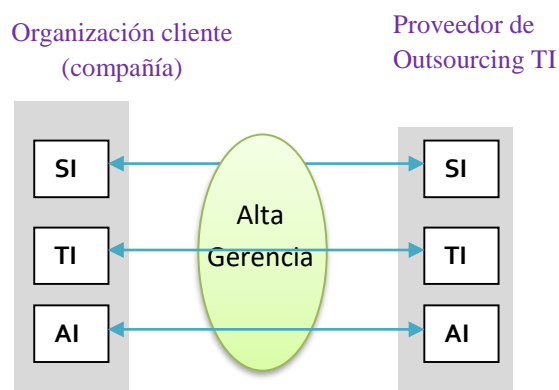 Organización cliente
(compañía)
Proveedor de
Outsourcing TI
SI
SI
Alta
Gerencia
TI
TI
AI
AI